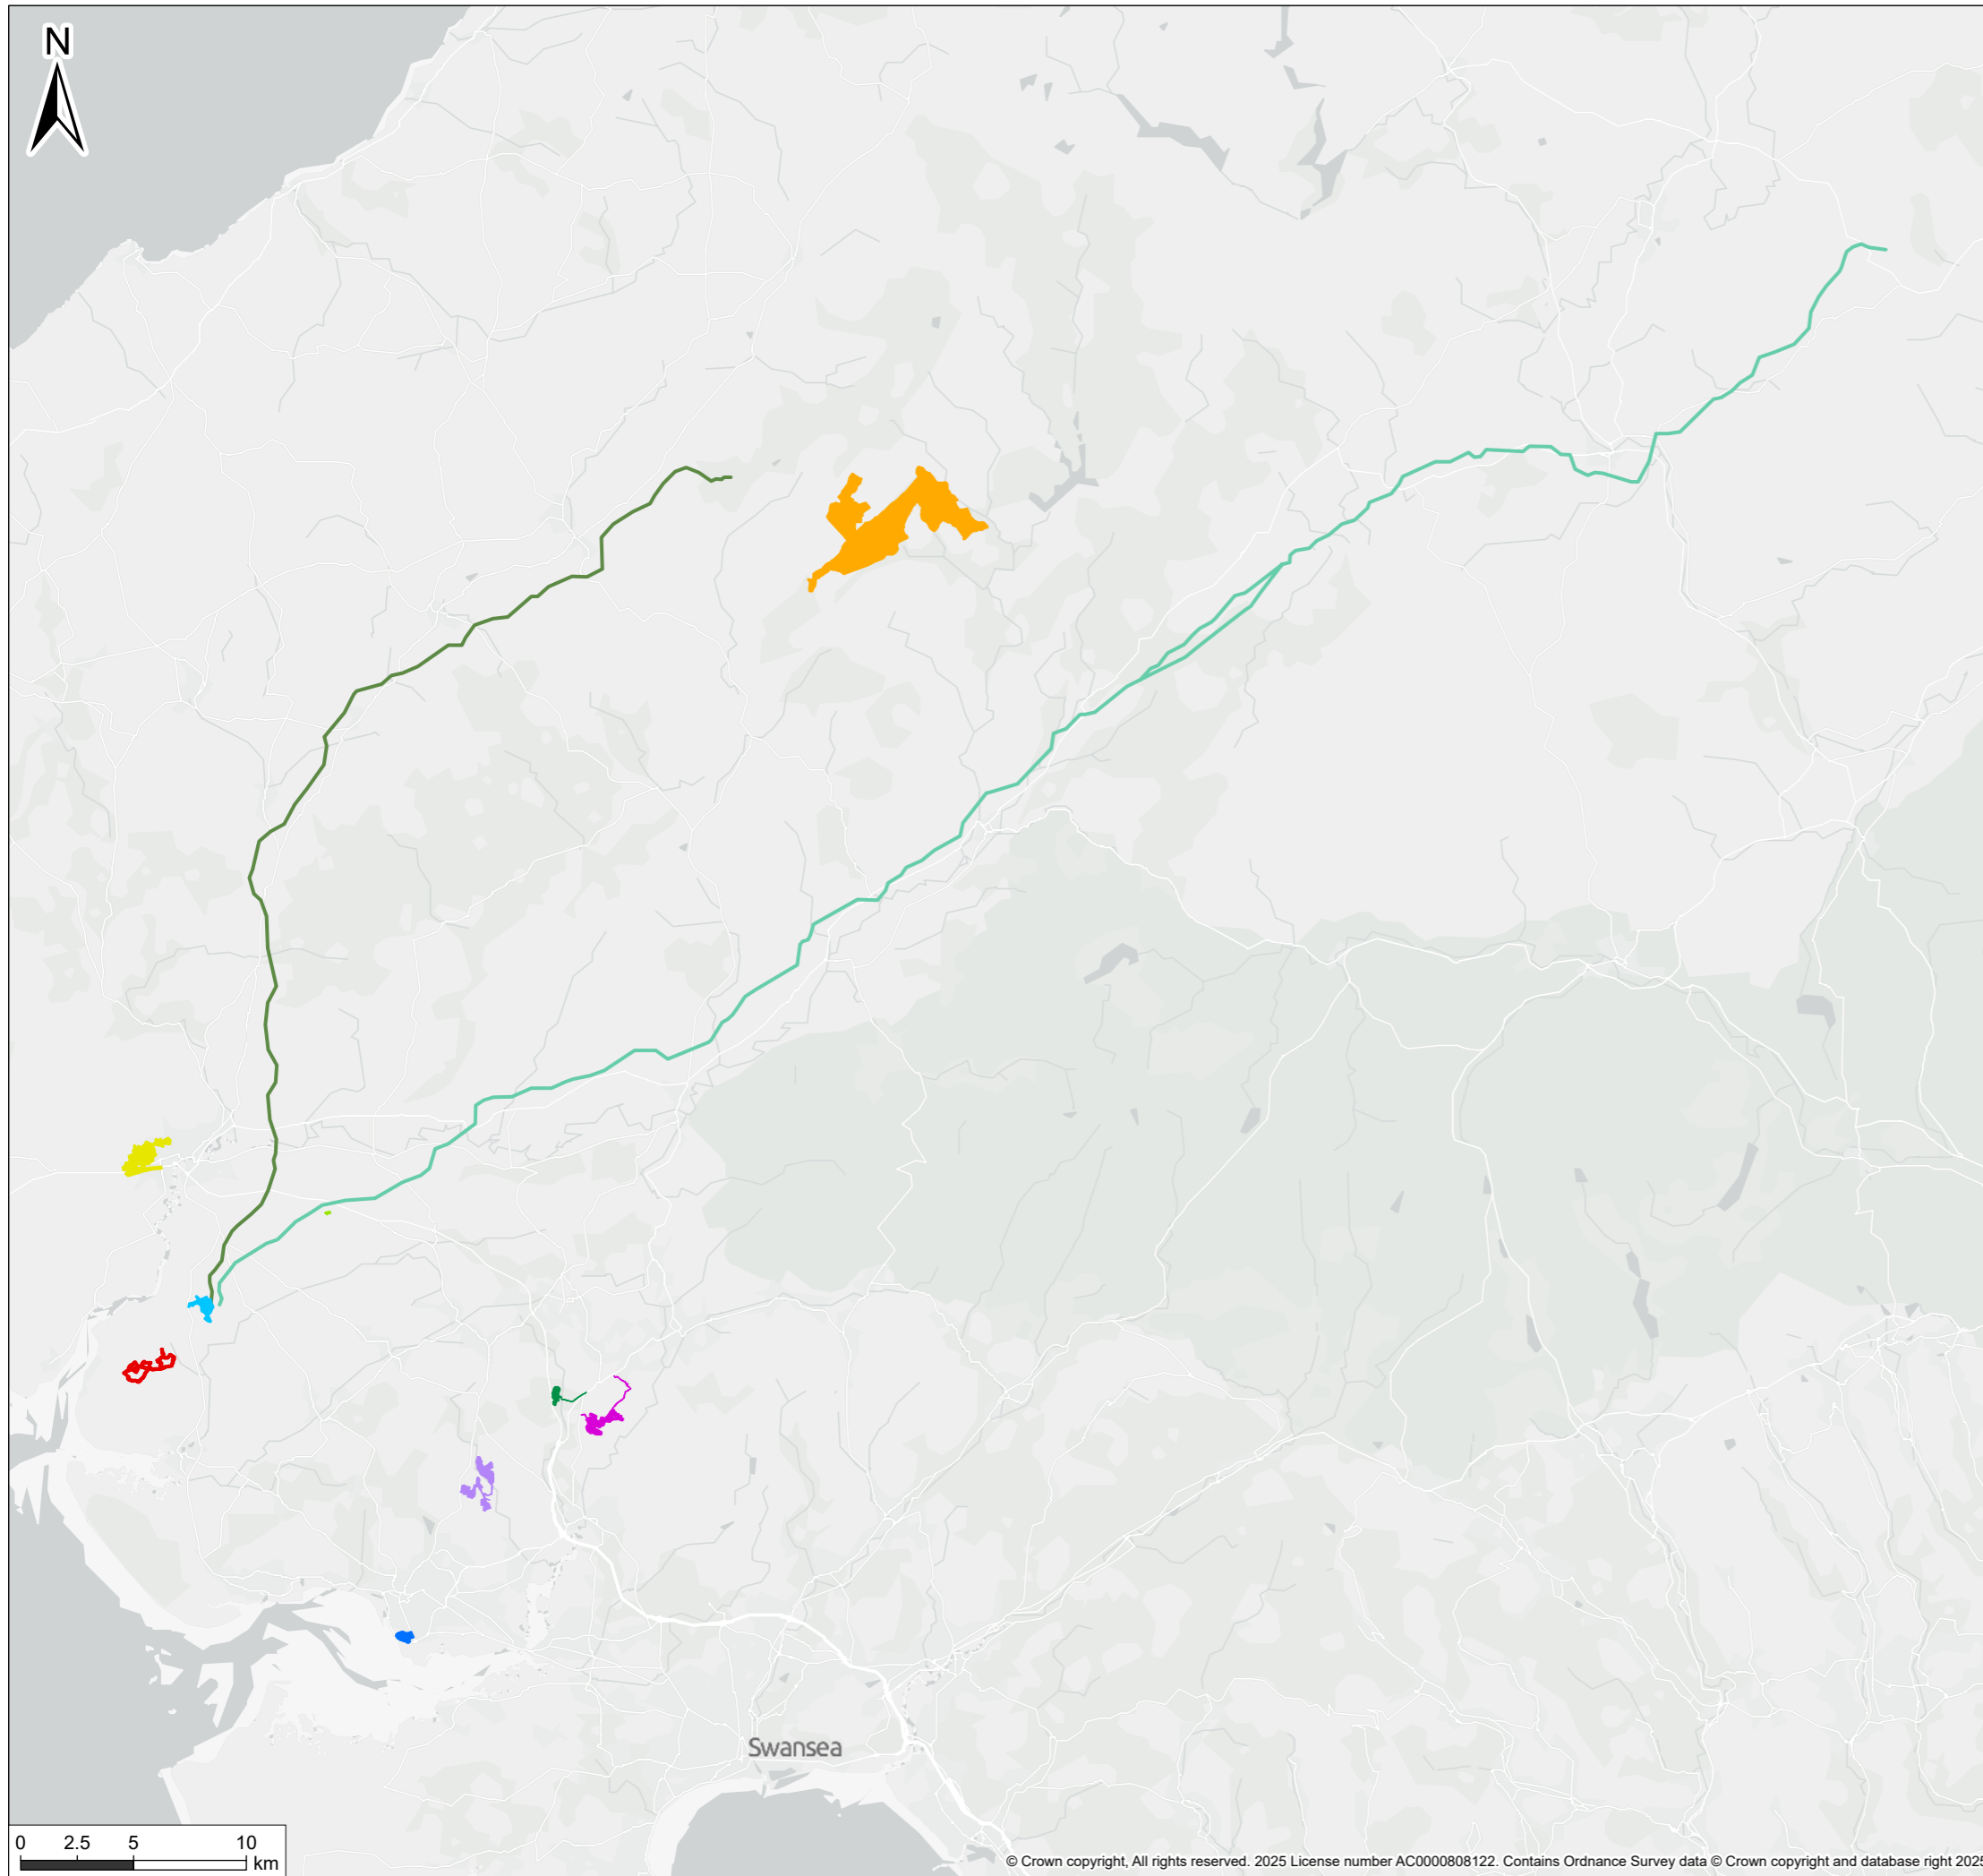 N
Swansea
0 2.5 5 10
km
© Crown copyright, All rights reserved. 2025 License number AC0000808122. Contains Ordnance Survey data © Crown copyright and database right 202